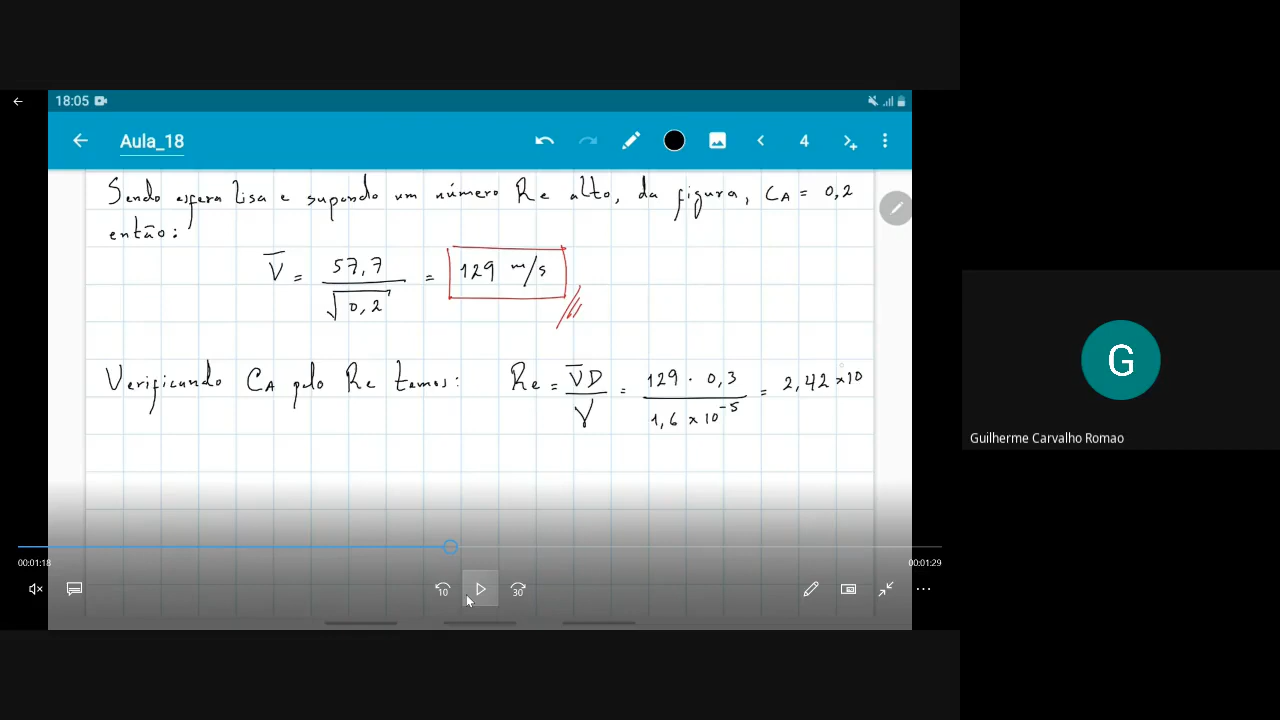 18:05
Aula_18
4
Sendo esfera lisa e supondo um número Re alto, da figura, CA = 0,2
então:
V̅ = 57,7 / √0,2 = 129 m/s
Verificando CA pelo Re temos: Re = V̅D / ν = 129 · 0,3 / 1,6 × 10⁻⁵ = 2,42 × 10
00:01:18
00:01:29
10
30
G
Guilherme Carvalho Romao